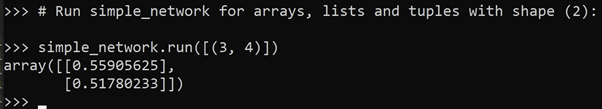 >>> # Run simple_network for arrays, lists and tuples with shape (2):
>>> simple_network.run([(3, 4)])
array([[0.55905625],
       [0.51780233]])
>>>